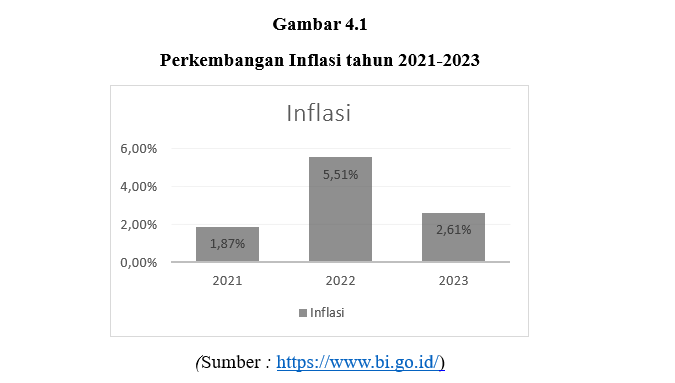 Gambar 4.1
Perkembangan Inflasi tahun 2021-2023
Inflasi
6,00%
4,00%
2,00%
0,00%
1,87%
5,51%
2,61%
2021 2022 2023
Inflasi
(Sumber : https://www.bi.go.id/)